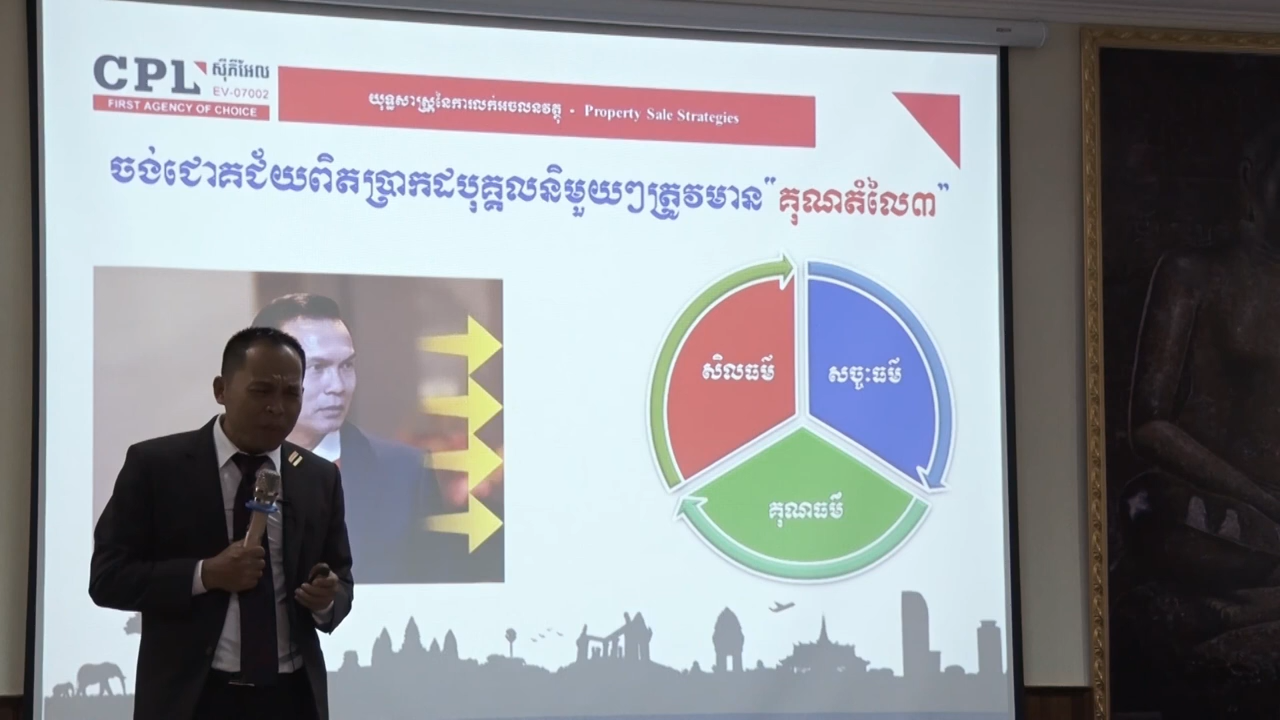 CPL ស៊ីភីអែល
EV-07002
FIRST AGENCY OF CHOICE
យុទ្ធសាស្ត្រនៃការលក់អចលនវត្ថុ - Property Sale Strategies
ចង់ជោគជ័យពិតប្រាកដបុគ្គលនិមួយៗត្រូវមាន"គុណតំលៃ៣"
សិលធម៌
សច្ចៈធម៌
គុណធម៌